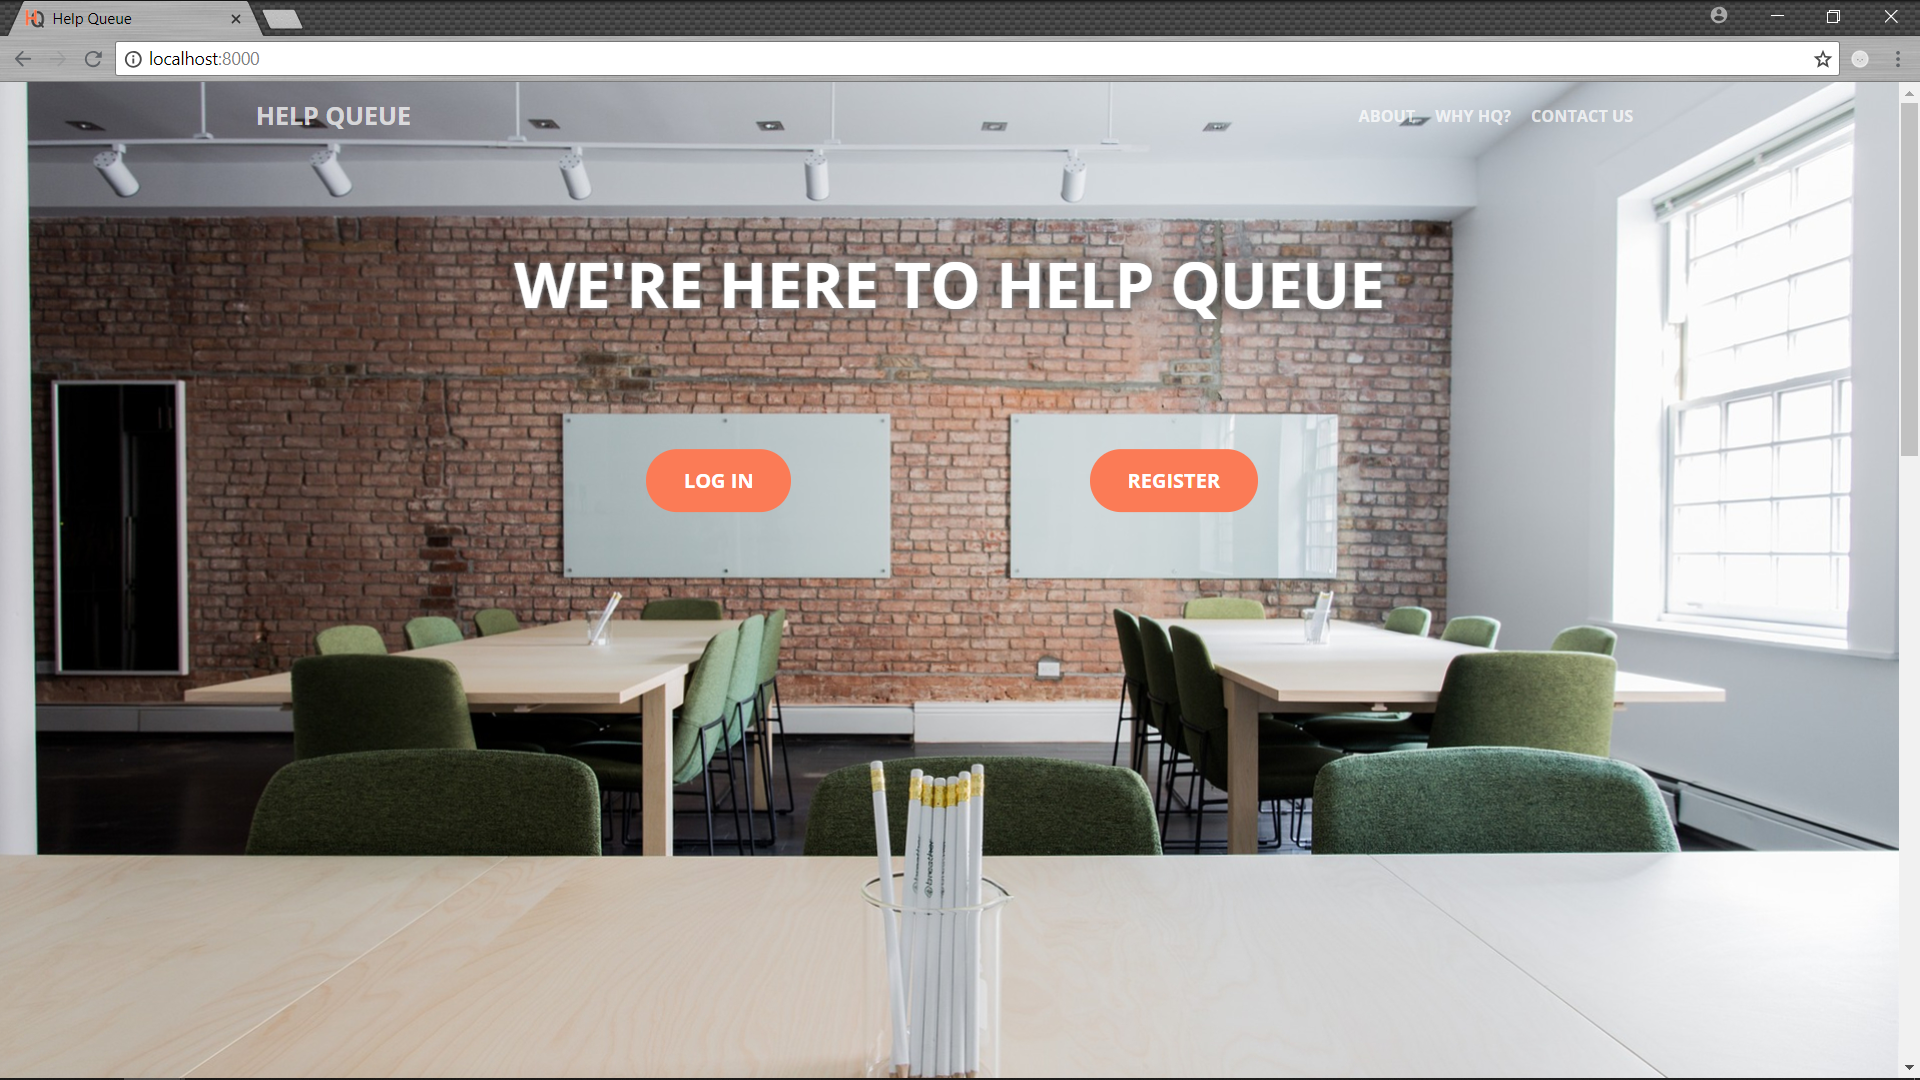 HQ Help Queue
localhost:8000
HELP QUEUE
ABOUT WHY HQ? CONTACT US
WE'RE HERE TO HELP QUEUE
LOG IN REGISTER